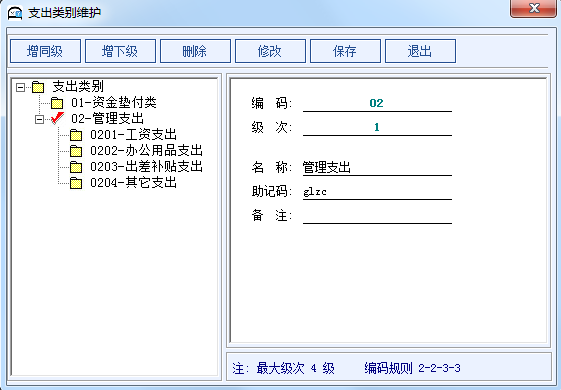 支出类别维护
增同级 增下级 删除 修改 保存 退出
支出类别
01-资金垫付类
02-管理支出
0201-工资支出
0202-办公用品支出
0203-出差补贴支出
0204-其它支出
编 码: 02
级 次: 1
名 称: 管理支出
助记码: glzc
备 注:
注: 最大级次 4 级 编码规则 2-2-3-3